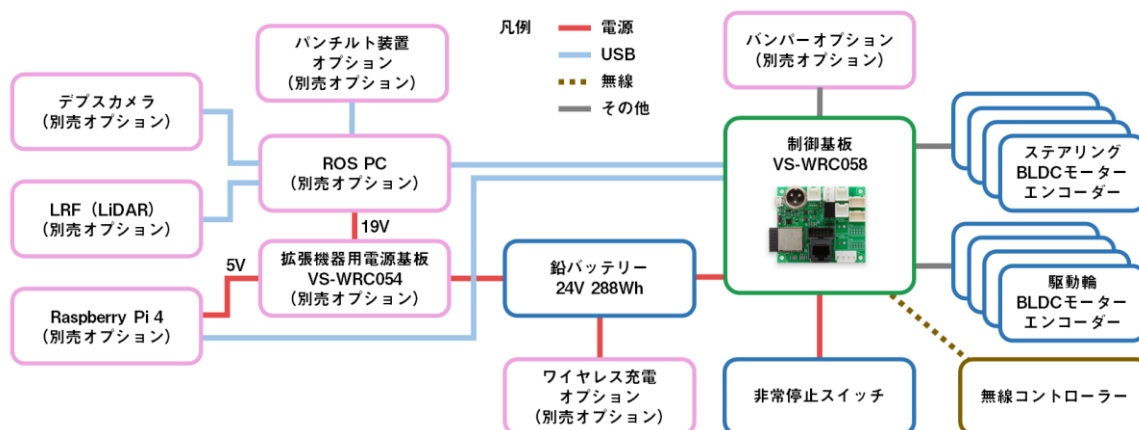 凡例
電源
USB
無線
その他
パンチルト装置
オプション
(別売オプション)
バンパーオプション
(別売オプション)
デプスカメラ
(別売オプション)
ROS PC
(別売オプション)
制御基板
VS-WRC058
ステアリング
BLDCモーター
エンコーダー
LRF（LiDAR）
(別売オプション)
19V
5V
拡張機器用電源基板
VS-WRC054
(別売オプション)
鉛バッテリー
24V 288Wh
駆動輪
BLDCモーター
エンコーダー
Raspberry Pi 4
(別売オプション)
ワイヤレス充電
オプション
(別売オプション)
非常停止スイッチ
無線コントローラー